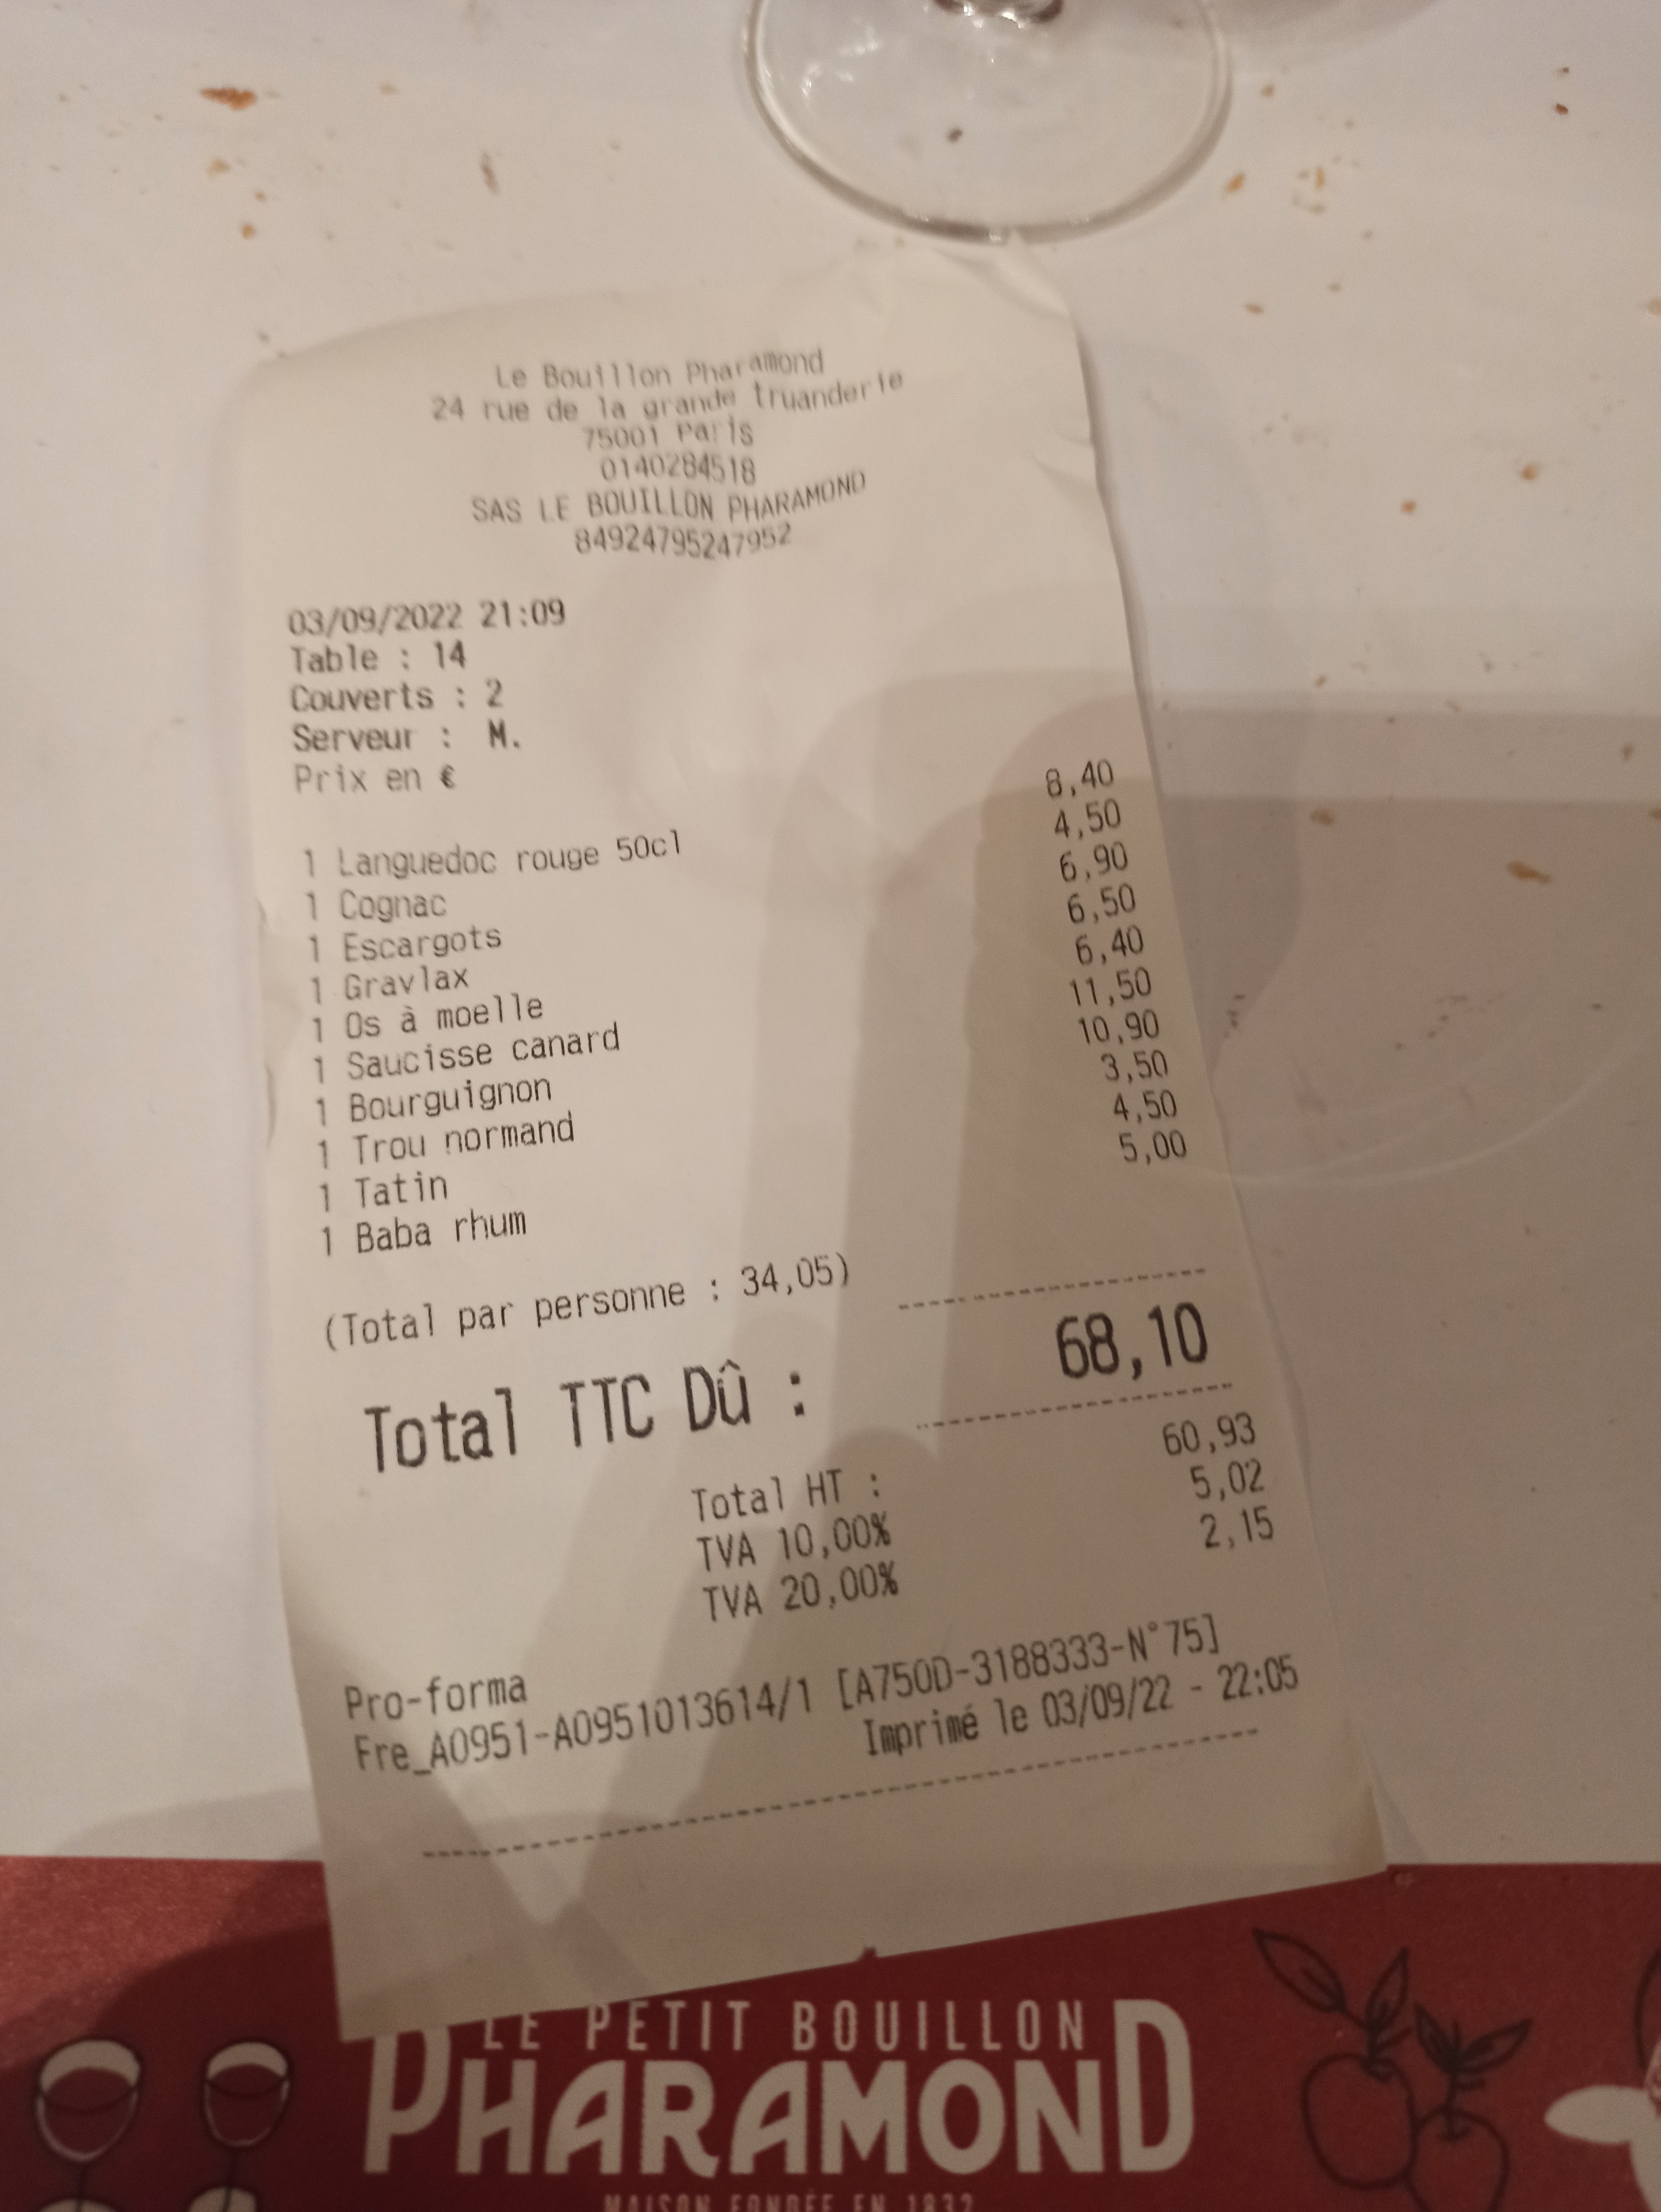 Le Bouillon Pharamond
24 rue de la grande truanderie
75001 Paris
0140284518
SAS LE BOUILLON PHARAMOND
84924795247952
03/09/2022 21:09
Table : 14
Couverts : 2
Serveur : M.
Prix en €
1 Languedoc rouge 50cl 8,40
1 Cognac 4,50
1 Escargots 6,90
1 Gravlax 6,50
1 Os à moelle 6,40
1 Saucisse canard 11,50
1 Bourguignon 10,90
1 Trou normand 3,50
1 Tatin 4,50
1 Baba rhum 5,00
(Total par personne : 34,05)
Total TTC Dû : 68,10
Total HT : 60,93
TVA 10,00% 5,02
TVA 20,00% 2,15
Pro-forma
Fre_A0951-A0951013614/1 [A750D-3188333-N°75]
Imprimé le 03/09/22 - 22:05
LE PETIT BOUILLON
PHARAMOND
MAISON FONDÉE EN 1832